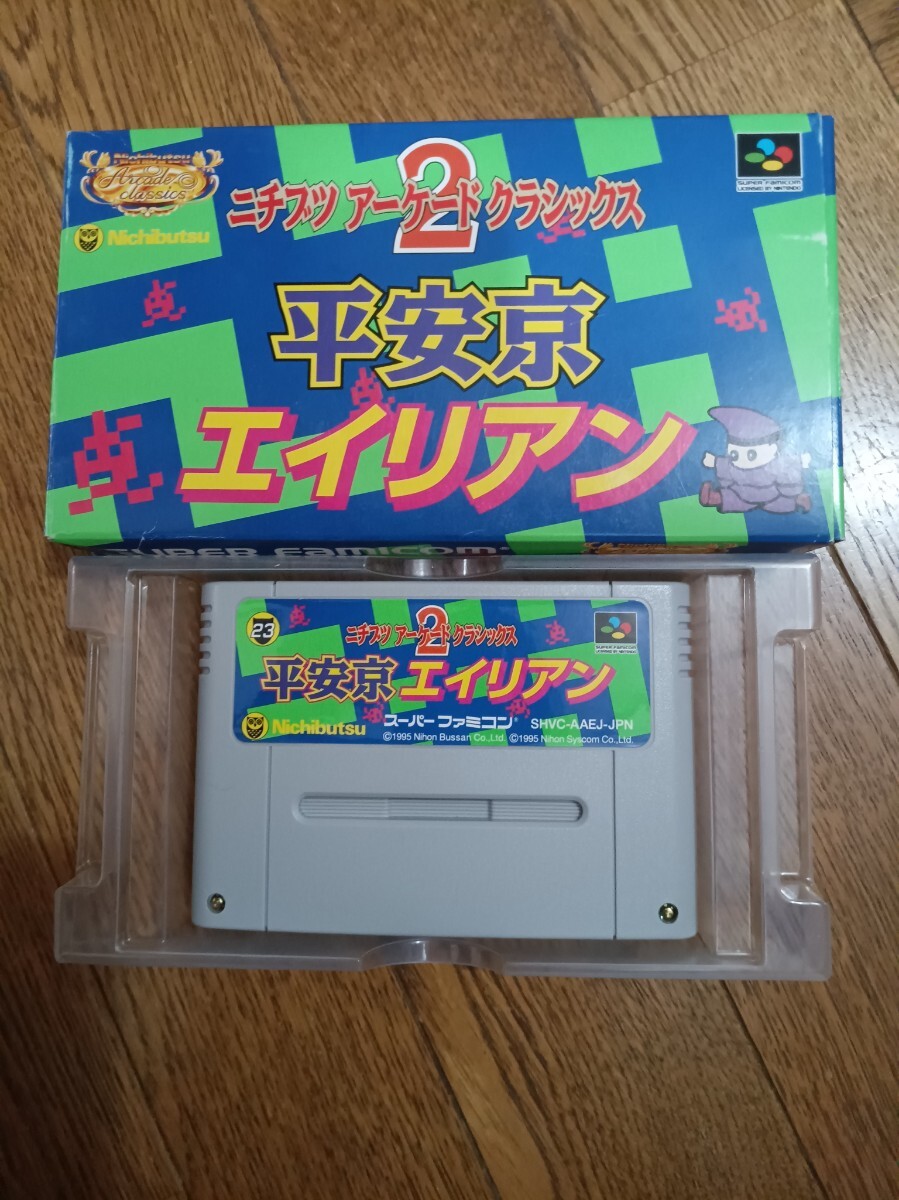 Nichibutsu
Arcade
classics
Nichibutsu
ニチブツ アーケード クラシックス
2
SUPER FAMICOM
LICENSED BY NINTENDO
平安京
エイリアン
SUPER FAMICOM
23
ニチブツ アーケード クラシックス
2
SUPER FAMICOM
LICENSED BY NINTENDO
平安京 エイリアン
Nichibutsu
スーパーファミコン®
SHVC-AAEJ-JPN
©1995 Nihon Bussan Co.,Ltd. ©1995 Nihon Syscom Co.,Ltd.